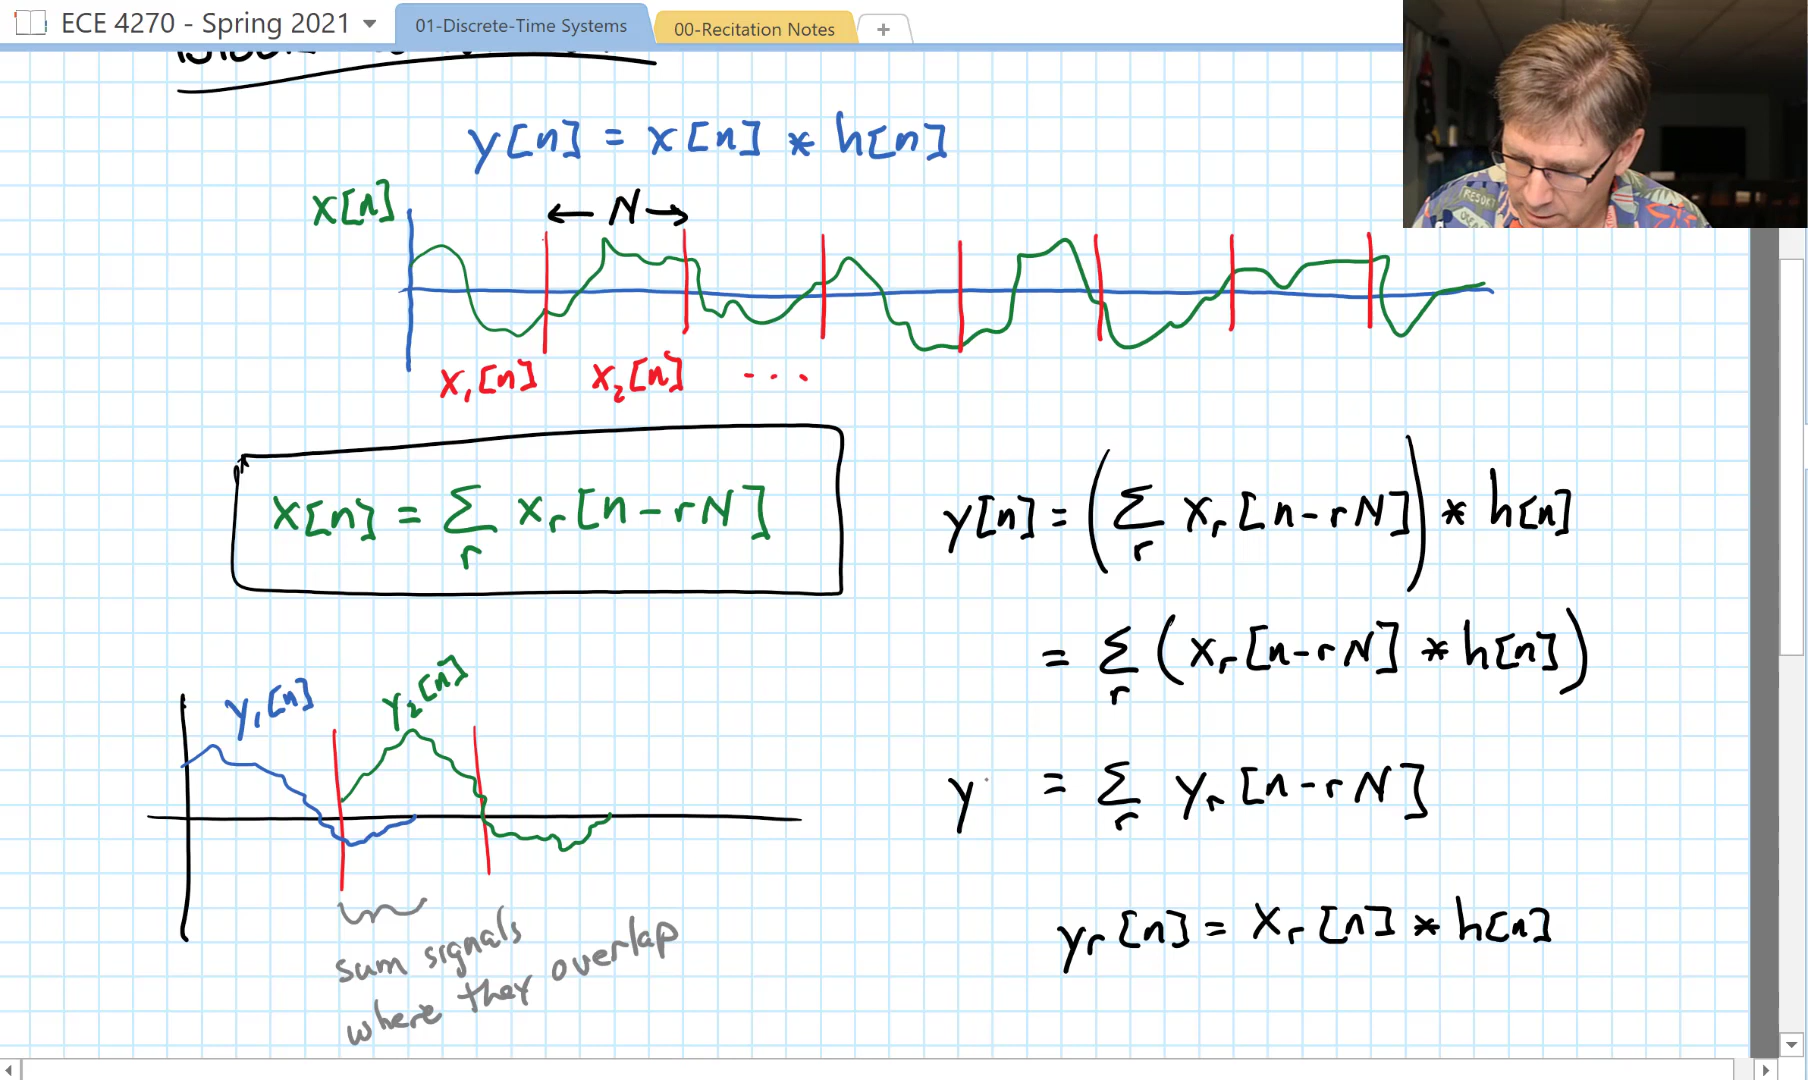 ECE 4270 - Spring 2021
01-Discrete-Time Systems
00-Recitation Notes
y[n] = x[n] * h[n]
x[n]
← N →
x₁[n] x₂[n] ...
x[n] = Σ_r x_r[n-rN]
y[n] = (Σ_r x_r[n-rN]) * h[n]
= Σ_r (x_r[n-rN] * h[n])
y₁[n] y₂[n]
y = Σ_r y_r[n-rN]
y_r[n] = x_r[n] * h[n]
sum signals
where they overlap